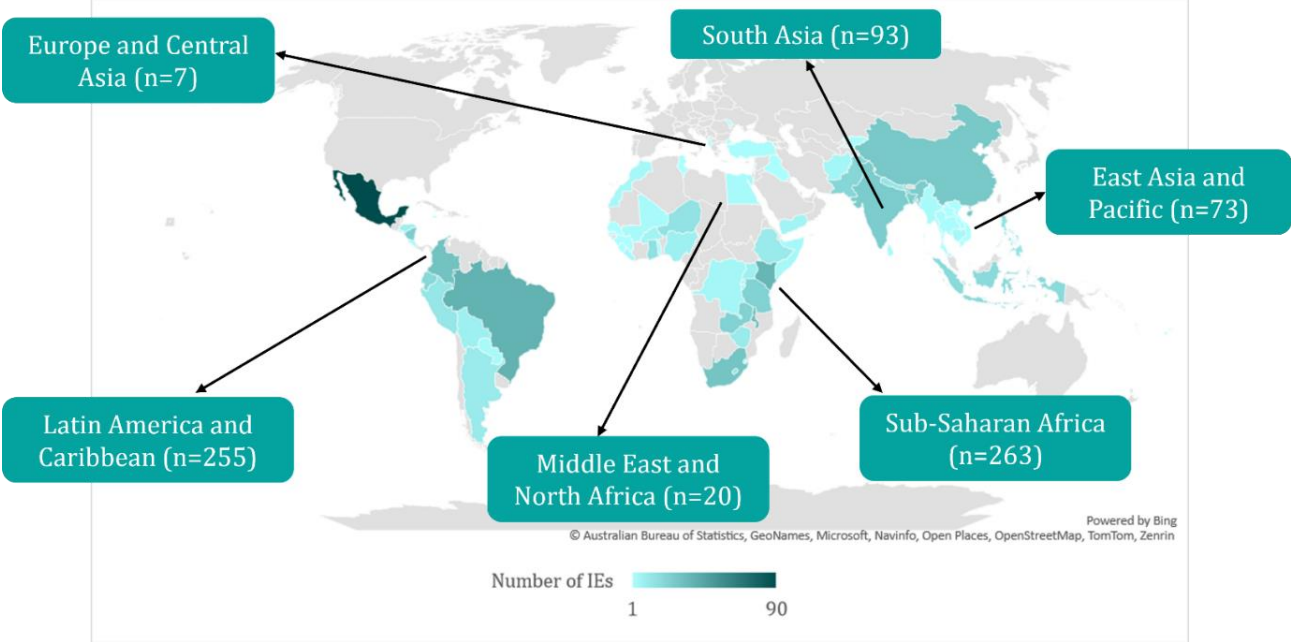 Europe and Central
Asia (n=7)
South Asia (n=93)
East Asia and
Pacific (n=73)
Latin America and
Caribbean (n=255)
Middle East and
North Africa (n=20)
Sub-Saharan Africa
(n=263)
Powered by Bing
© Australian Bureau of Statistics, GeoNames, Microsoft, Navinfo, Open Places, OpenStreetMap, TomTom, Zenrin
Number of IEs
1 90